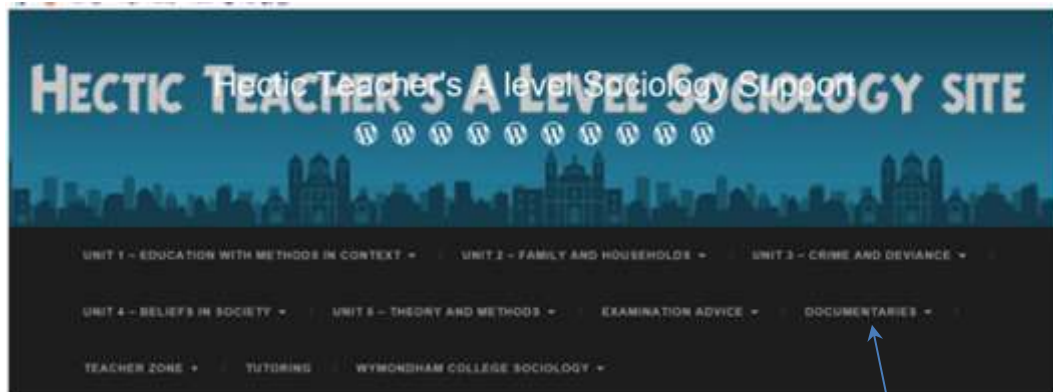 HECTIC TEACHER'S A LEVEL SOCIOLOGY SITE
Hectic Teacher's A level Sociology Support
UNIT 1 – EDUCATION WITH METHODS IN CONTEXT UNIT 2 – FAMILY AND HOUSEHOLDS UNIT 3 – CRIME AND DEVIANCE
UNIT 4 – BELIEFS IN SOCIETY UNIT 5 – THEORY AND METHODS EXAMINATION ADVICE DOCUMENTARIES
TEACHER ZONE TUTORING WYMONDHAM COLLEGE SOCIOLOGY